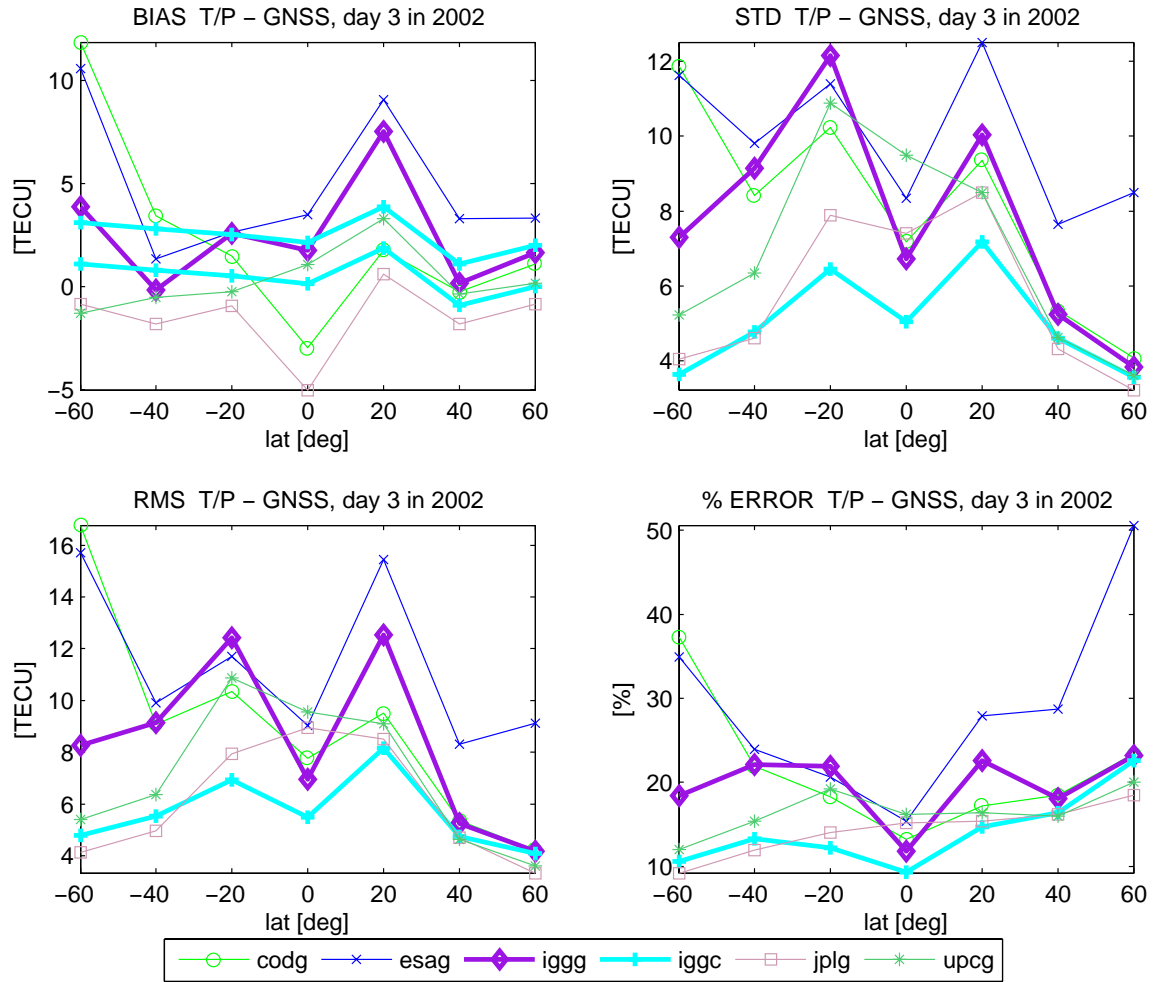 BIAS T/P − GNSS, day 3 in 2002
10
5
0
−5
[TECU]
−60 −40 −20 0 20 40 60
lat [deg]
STD T/P − GNSS, day 3 in 2002
12
10
8
6
4
[TECU]
−60 −40 −20 0 20 40 60
lat [deg]
RMS T/P − GNSS, day 3 in 2002
16
14
12
10
8
6
4
[TECU]
−60 −40 −20 0 20 40 60
lat [deg]
% ERROR T/P − GNSS, day 3 in 2002
50
40
30
20
10
[%]
−60 −40 −20 0 20 40 60
lat [deg]
codg esag iggg iggc jplg upcg